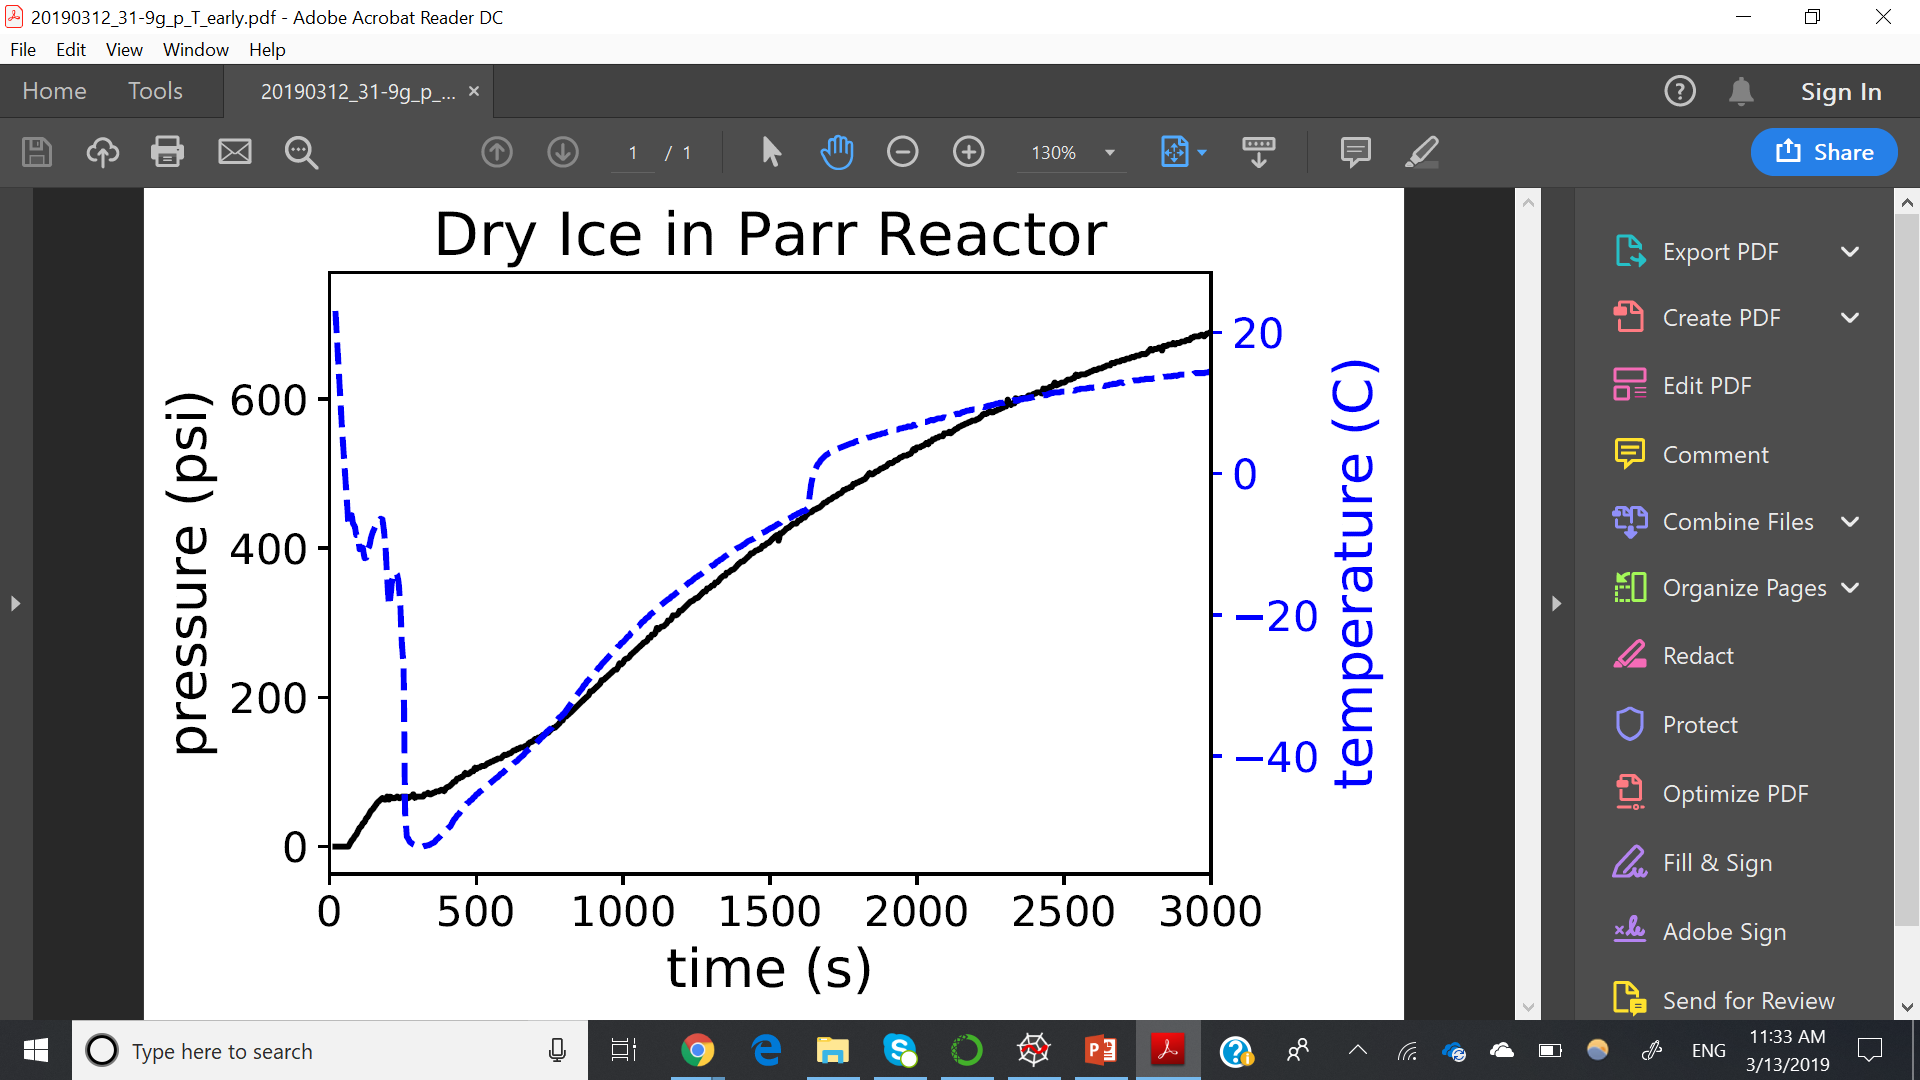 20190312_31-9g_p_T_early.pdf - Adobe Acrobat Reader DC
File Edit View Window Help
Home Tools 20190312_31-9g_p_... × Sign In
1 / 1 130% Share
Dry Ice in Parr Reactor
pressure (psi)
600
400
200
0
20
0
−20
−40
temperature (C)
0 500 1000 1500 2000 2500 3000
time (s)
Export PDF
Create PDF
Edit PDF
Comment
Combine Files
Organize Pages
Redact
Protect
Optimize PDF
Fill & Sign
Adobe Sign
Send for Review
Type here to search
ENG
11:33 AM
3/13/2019